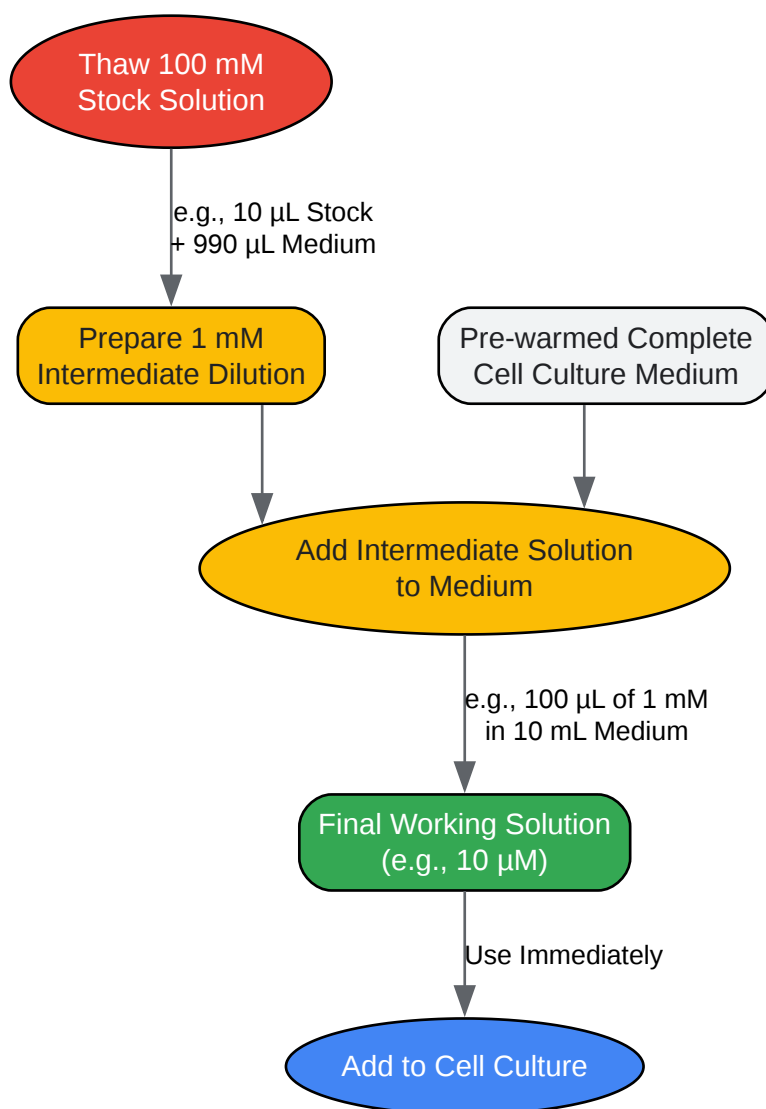 Thaw 100 mM
Stock Solution
e.g., 10 µL Stock
+ 990 µL Medium
Prepare 1 mM
Intermediate Dilution
Pre-warmed Complete
Cell Culture Medium
Add Intermediate Solution
to Medium
e.g., 100 µL of 1 mM
in 10 mL Medium
Final Working Solution
(e.g., 10 µM)
Use Immediately
Add to Cell Culture